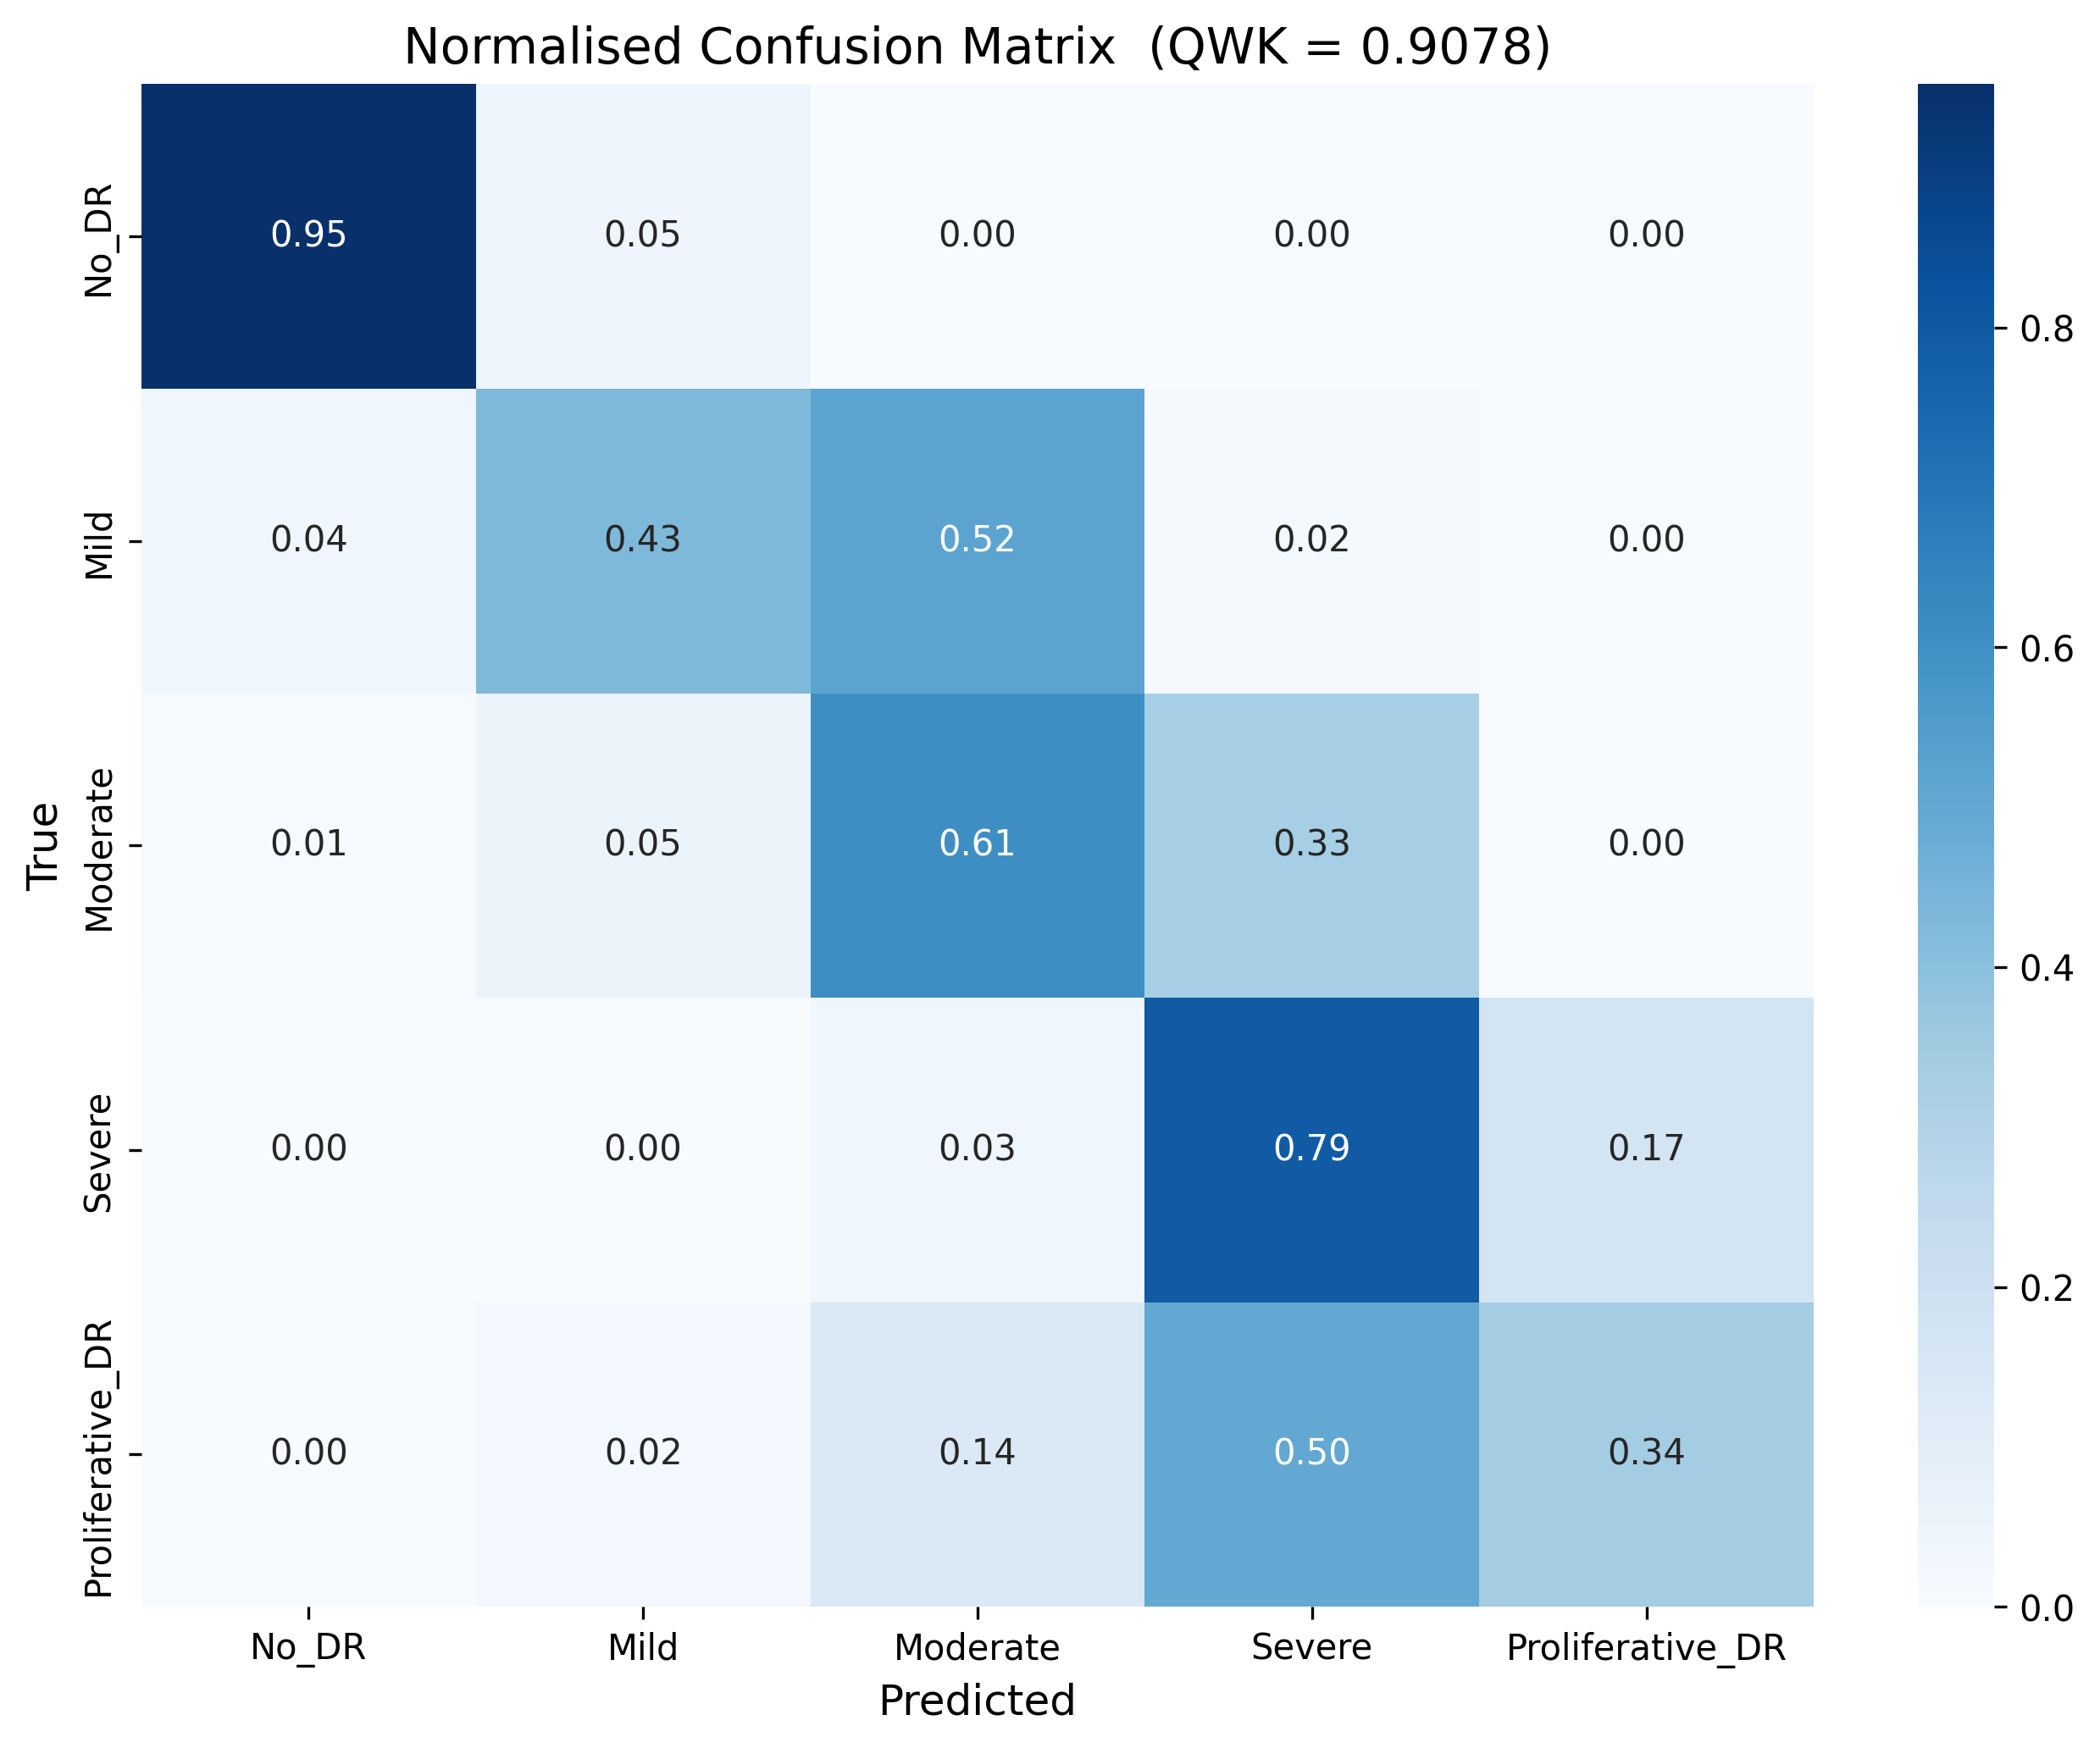 Normalised Confusion Matrix (QWK = 0.9078)
True
No_DR
0.95 0.05 0.00 0.00 0.00
Mild
0.04 0.43 0.52 0.02 0.00
Moderate
0.01 0.05 0.61 0.33 0.00
Severe
0.00 0.00 0.03 0.79 0.17
Proliferative_DR
0.00 0.02 0.14 0.50 0.34
No_DR Mild Moderate Severe Proliferative_DR
Predicted
0.8
0.6
0.4
0.2
0.0